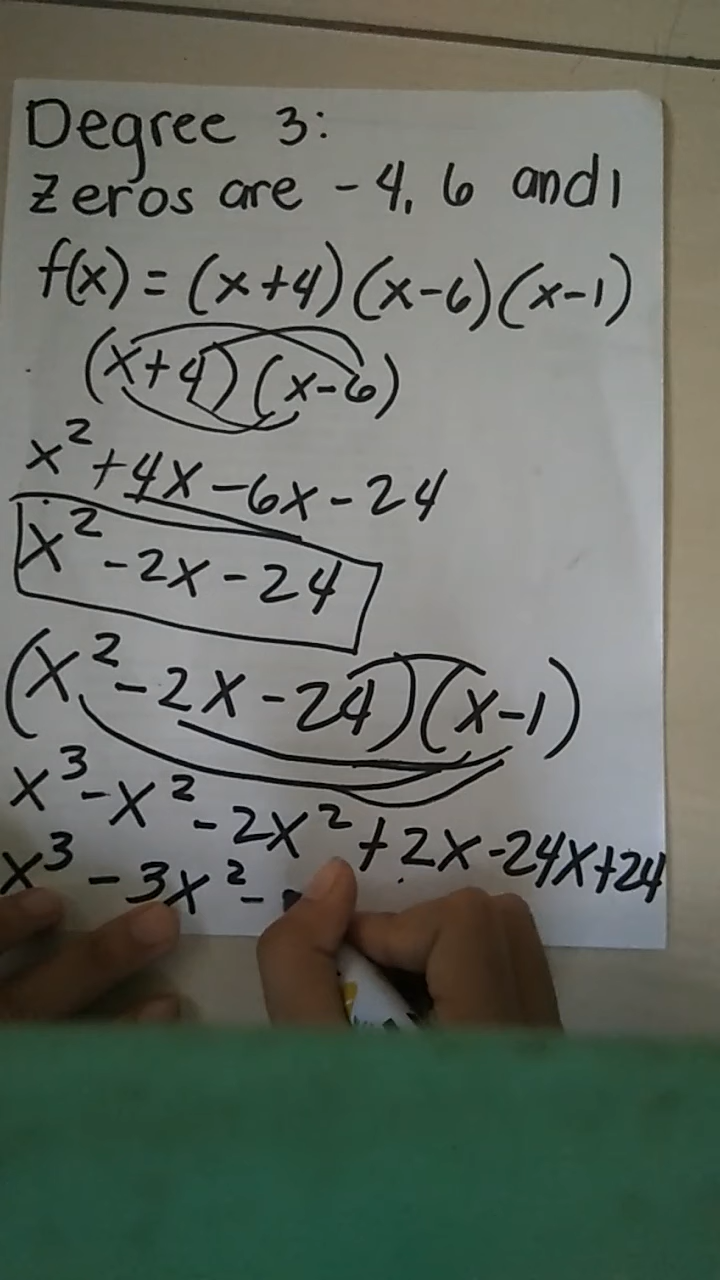 Degree 3:
Zeros are -4, 6 and 1
f(x) = (x+4)(x-6)(x-1)
(x+4)(x-6)
x²+4x-6x-24
x²-2x-24
(x²-2x-24)(x-1)
x³-x²-2x²+2x-24x+24
x³-3x²-